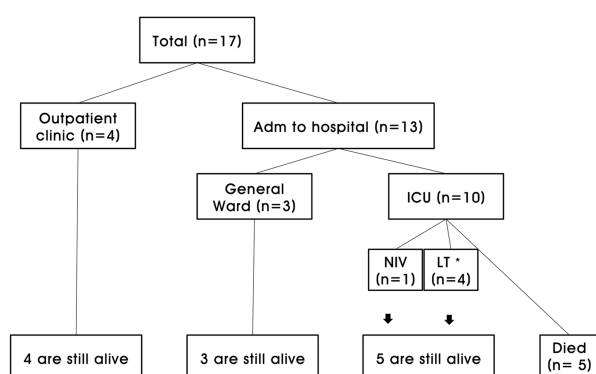 Total (n=17)
Outpatient
clinic (n=4)
Adm to hospital (n=13)
General
Ward (n=3)
ICU (n=10)
NIV
(n=1)
LT *
(n=4)
4 are still alive
3 are still alive
5 are still alive
Died
(n= 5)